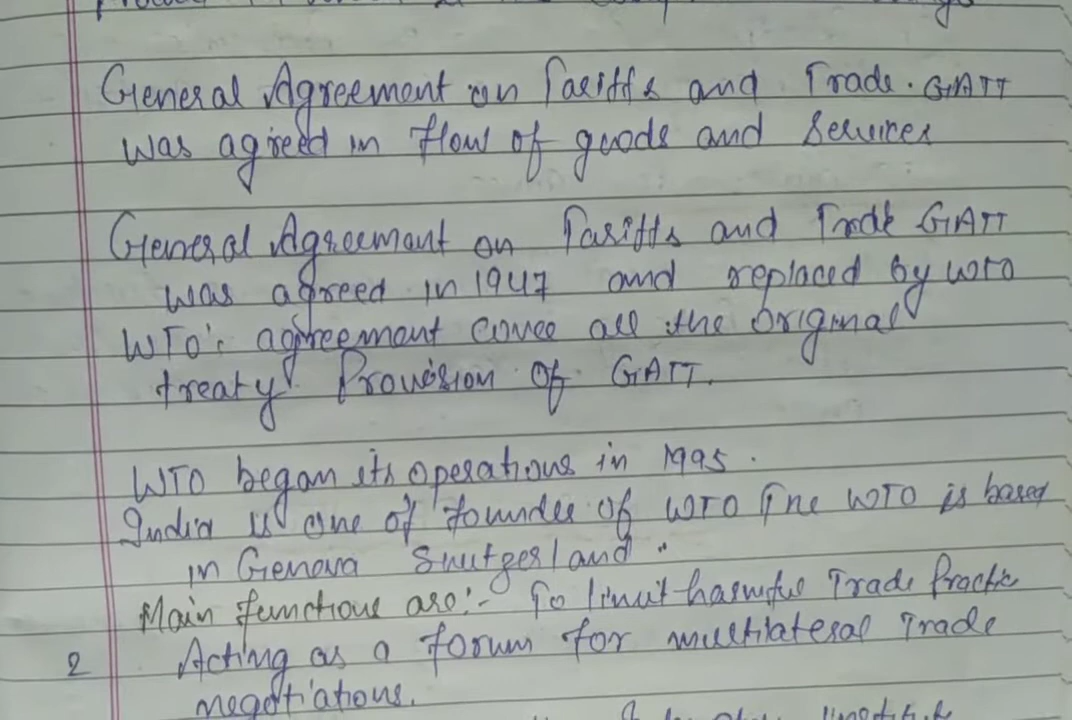 General Agreement on Tariffs and Trade. GATT
was agreed in flow of goods and Services
General Agreement on Tariffs and Trade GATT
was agreed in 1947 and replaced by WTO
WTO's agreement cover all the original
treaty Provision of GATT.
WTO began its operations in 1995.
India is one of founder of WTO The WTO is based
in Geneva Switzerland.
Main functions are:- To limit harmful Trade Practic
2 Acting as a forum for multilateral Trade
negotiations.